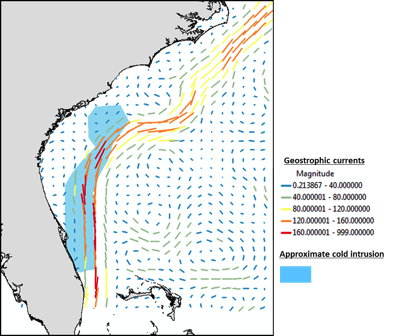 Geostrophic currents
Magnitude
0.213867 - 40.000000
40.000001 - 80.000000
80.000001 - 120.000000
120.000001 - 160.000000
160.000001 - 999.000000
Approximate cold intrusion